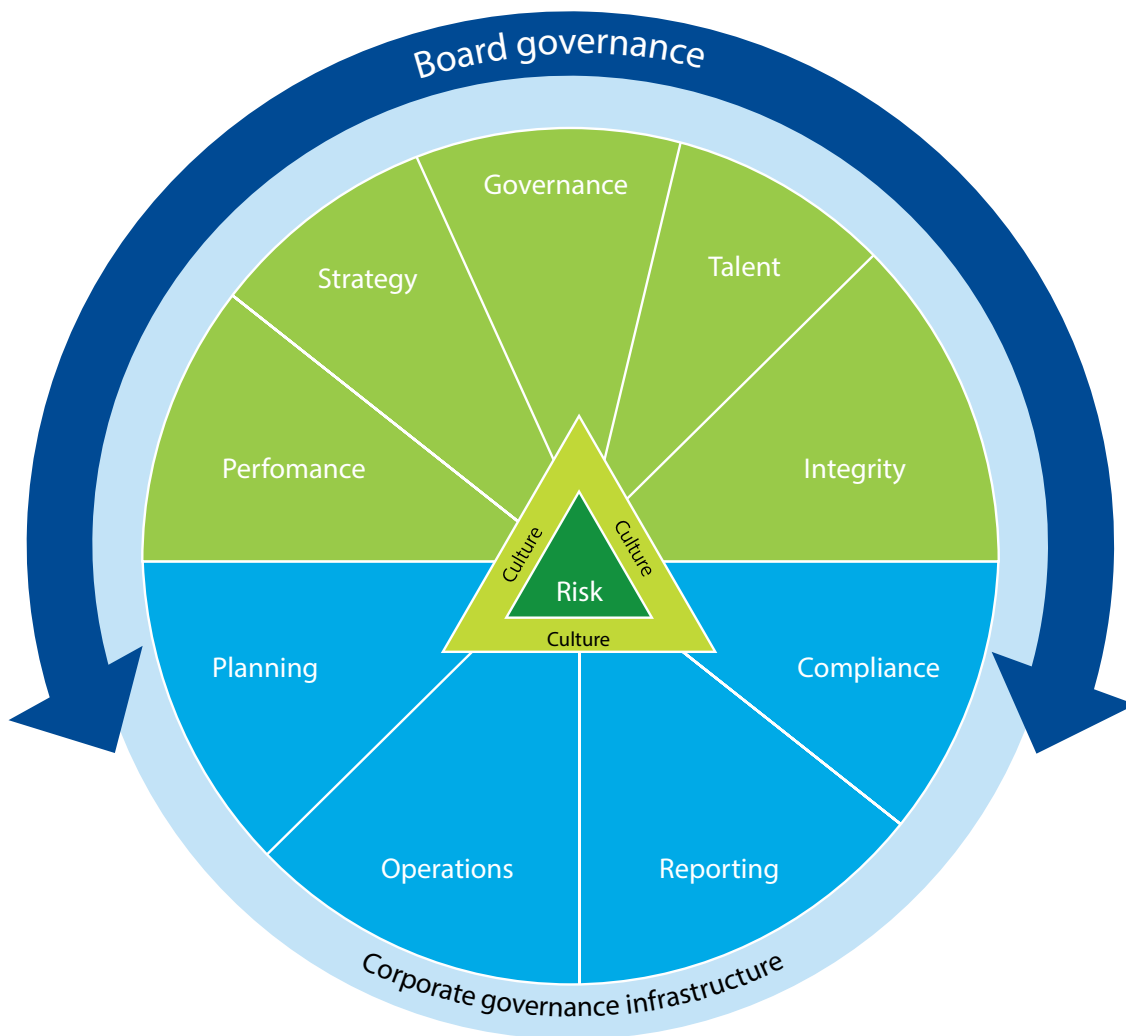 Board governance
Governance
Strategy
Talent
Perfomance
Integrity
Culture
Culture
Risk
Culture
Planning
Compliance
Operations
Reporting
Corporate governance infrastructure